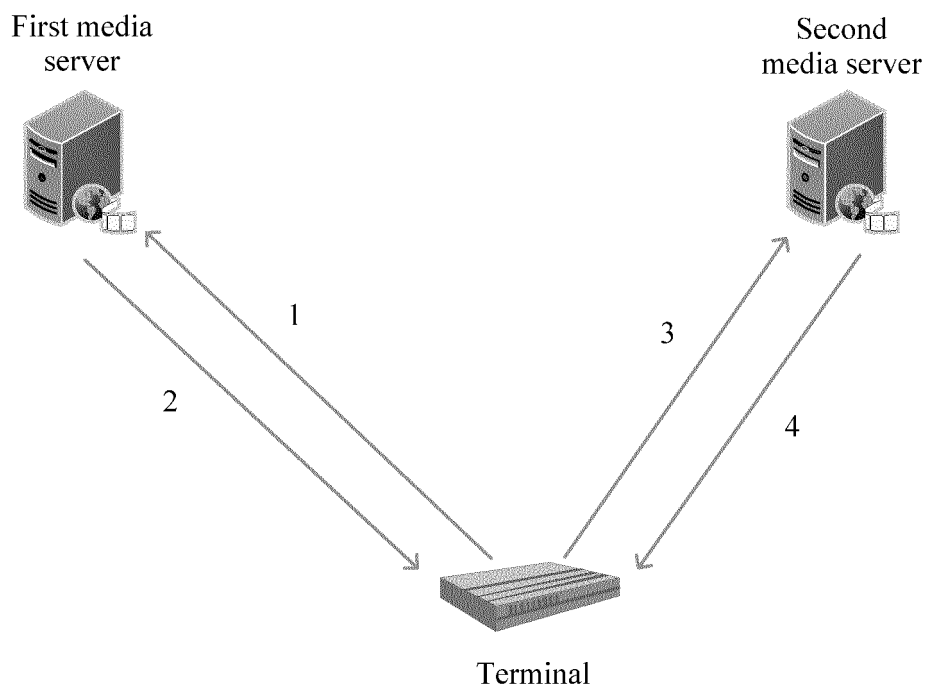 First media
server
Second
media server
1
2
3
4
Terminal